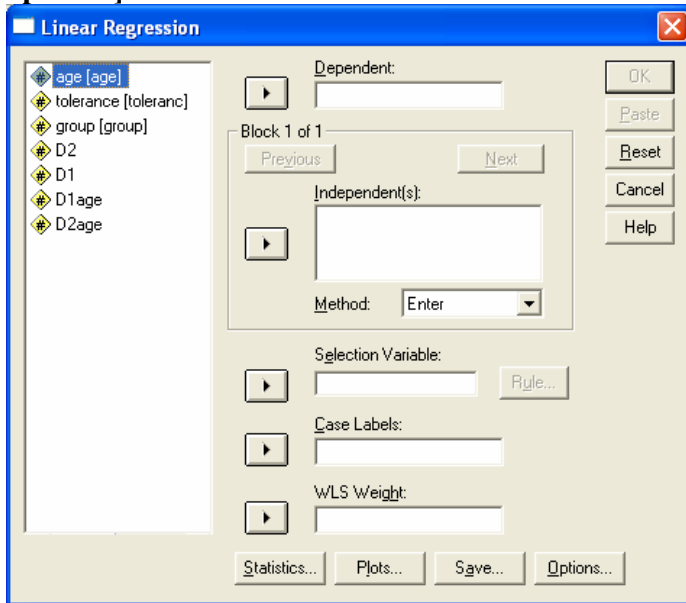 Linear Regression
age [age]
tolerance [toleranc]
group [group]
D2
D1
D1age
D2age
Dependent:
Block 1 of 1
Previous
Next
Independent(s):
Method:
Enter
Selection Variable:
Rule...
Case Labels:
WLS Weight:
Statistics...
Plots...
Save...
Options...
OK
Paste
Reset
Cancel
Help